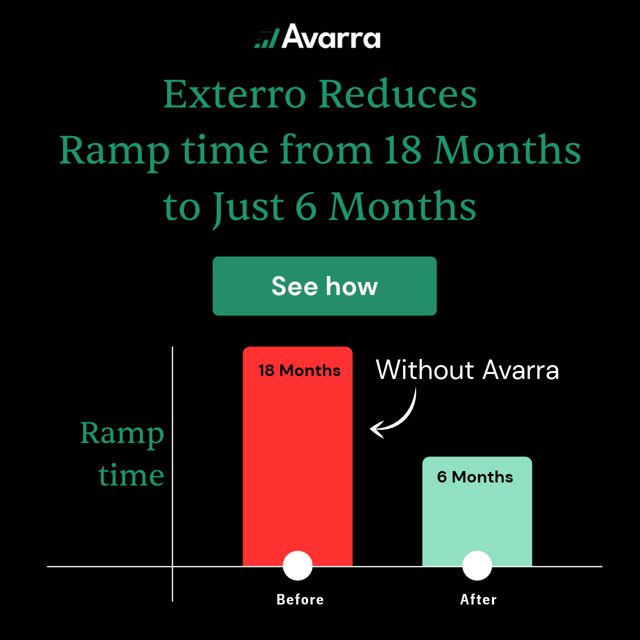 Avarra
Exterro Reduces
Ramp time from 18 Months
to Just 6 Months
See how
18 Months
Without Avarra
Ramp
time
6 Months
Before
After